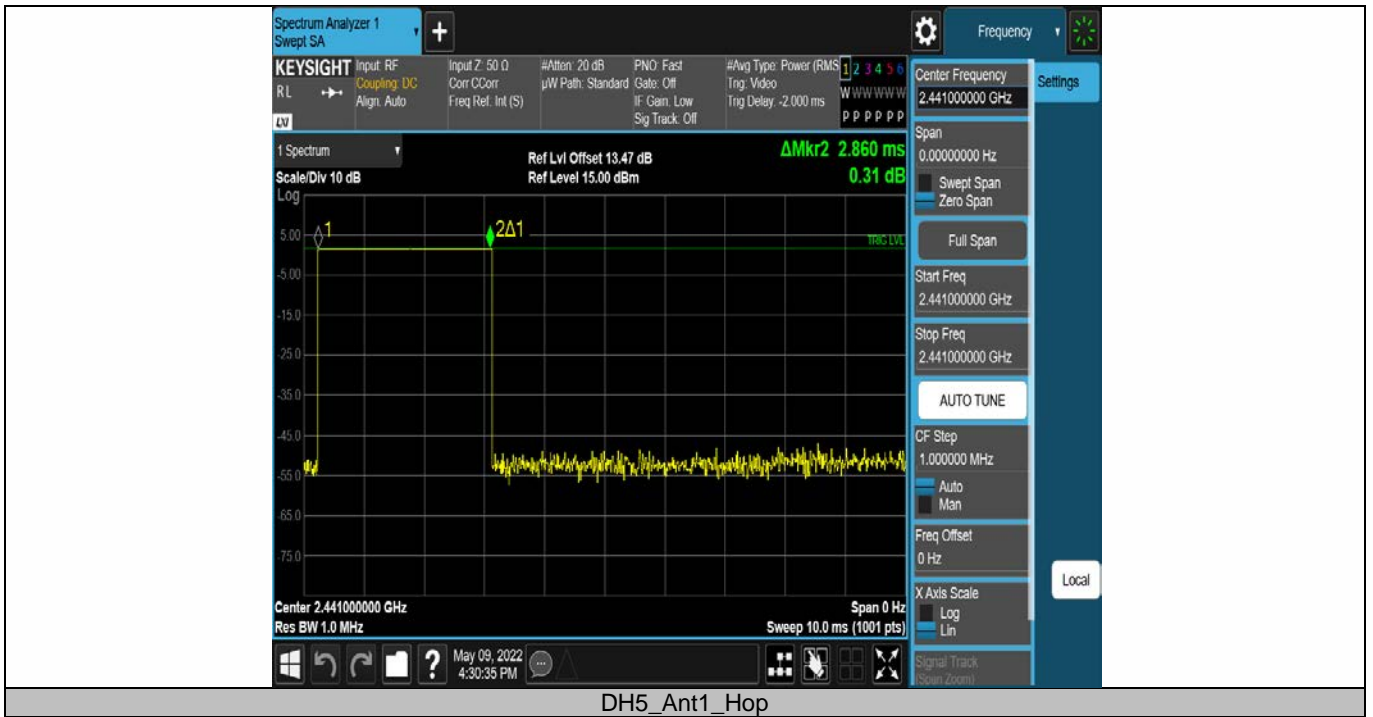 Spectrum Analyzer 1
Swept SA
+
Frequency
KEYSIGHT
RL
LXI
Input: RF
Coupling: DC
Align: Auto
Input Z: 50 Ω
Corr CCorr
Freq Ref: Int (S)
#Atten: 20 dB
µW Path: Standard
PNO: Fast
Gate: Off
IF Gain: Low
Sig Track: Off
#Avg Type: Power (RMS
Trig: Video
Trig Delay: -2.000 ms
1 2 3 4 5 6
W W W W W W
P P P P P P
1 Spectrum
Scale/Div 10 dB
Log
Ref Lvl Offset 13.47 dB
Ref Level 15.00 dBm
ΔMkr2 2.860 ms
0.31 dB
1
2Δ1
TRIG LVL
5.00
-5.00
-15.0
-25.0
-35.0
-45.0
-55.0
-65.0
-75.0
Center 2.441000000 GHz
Res BW 1.0 MHz
Span 0 Hz
Sweep 10.0 ms (1001 pts)
Center Frequency
2.441000000 GHz
Settings
Span
0.00000000 Hz
Swept Span
Zero Span
Full Span
Start Freq
2.441000000 GHz
Stop Freq
2.441000000 GHz
AUTO TUNE
CF Step
1.000000 MHz
Auto
Man
Freq Offset
0 Hz
X Axis Scale
Log
Lin
Signal Track
(Span Zoom)
Local
?
May 09, 2022
4:30:35 PM
DH5_Ant1_Hop